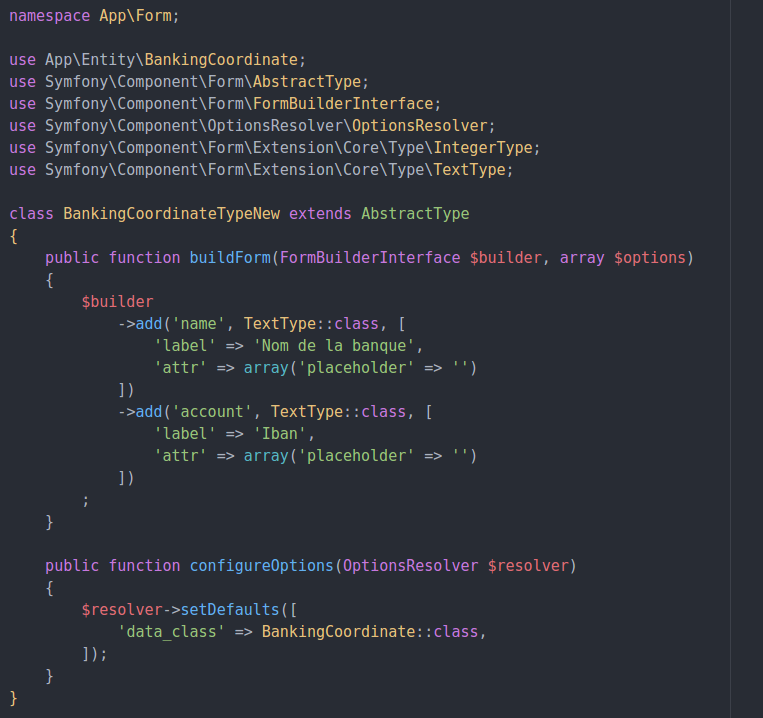 namespace App\Form;

use App\Entity\BankingCoordinate;
use Symfony\Component\Form\AbstractType;
use Symfony\Component\Form\FormBuilderInterface;
use Symfony\Component\OptionsResolver\OptionsResolver;
use Symfony\Component\Form\Extension\Core\Type\IntegerType;
use Symfony\Component\Form\Extension\Core\Type\TextType;

class BankingCoordinateTypeNew extends AbstractType
{
    public function buildForm(FormBuilderInterface $builder, array $options)
    {
        $builder
            ->add('name', TextType::class, [
                'label' => 'Nom de la banque',
                'attr' => array('placeholder' => '')
            ])
            ->add('account', TextType::class, [
                'label' => 'Iban',
                'attr' => array('placeholder' => '')
            ])
        ;
    }

    public function configureOptions(OptionsResolver $resolver)
    {
        $resolver->setDefaults([
            'data_class' => BankingCoordinate::class,
        ]);
    }
}